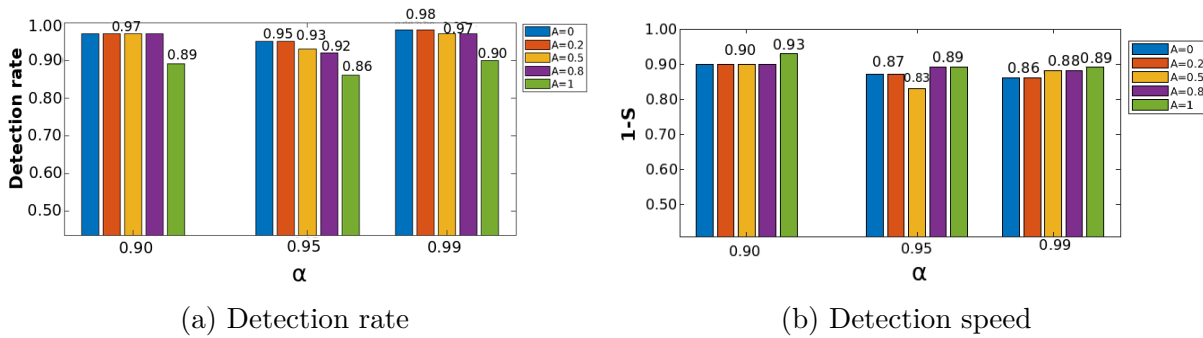 Detection rate
1.00
0.90
0.80
0.70
0.60
0.50
0.97
0.89
0.95
0.93
0.92
0.86
0.98
0.97
0.90
A=0
A=0.2
A=0.5
A=0.8
A=1
0.90
0.95
0.99
α
(a) Detection rate
1-S
1.00
0.90
0.80
0.70
0.60
0.50
0.90
0.93
0.87
0.83
0.89
0.86
0.88
0.89
A=0
A=0.2
A=0.5
A=0.8
A=1
0.90
0.95
0.99
α
(b) Detection speed